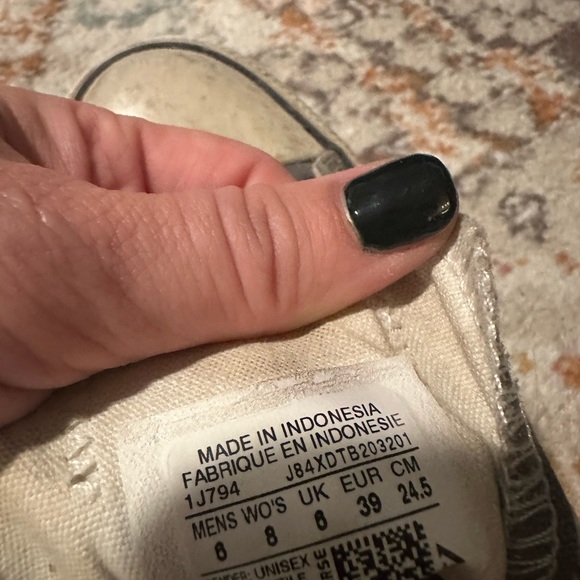 MADE IN INDONESIA
FABRIQUE EN INDONESIE
1J794 J84XDTB203201
MENS WO'S UK EUR CM
6 8 6 39 24.5
UNISEX